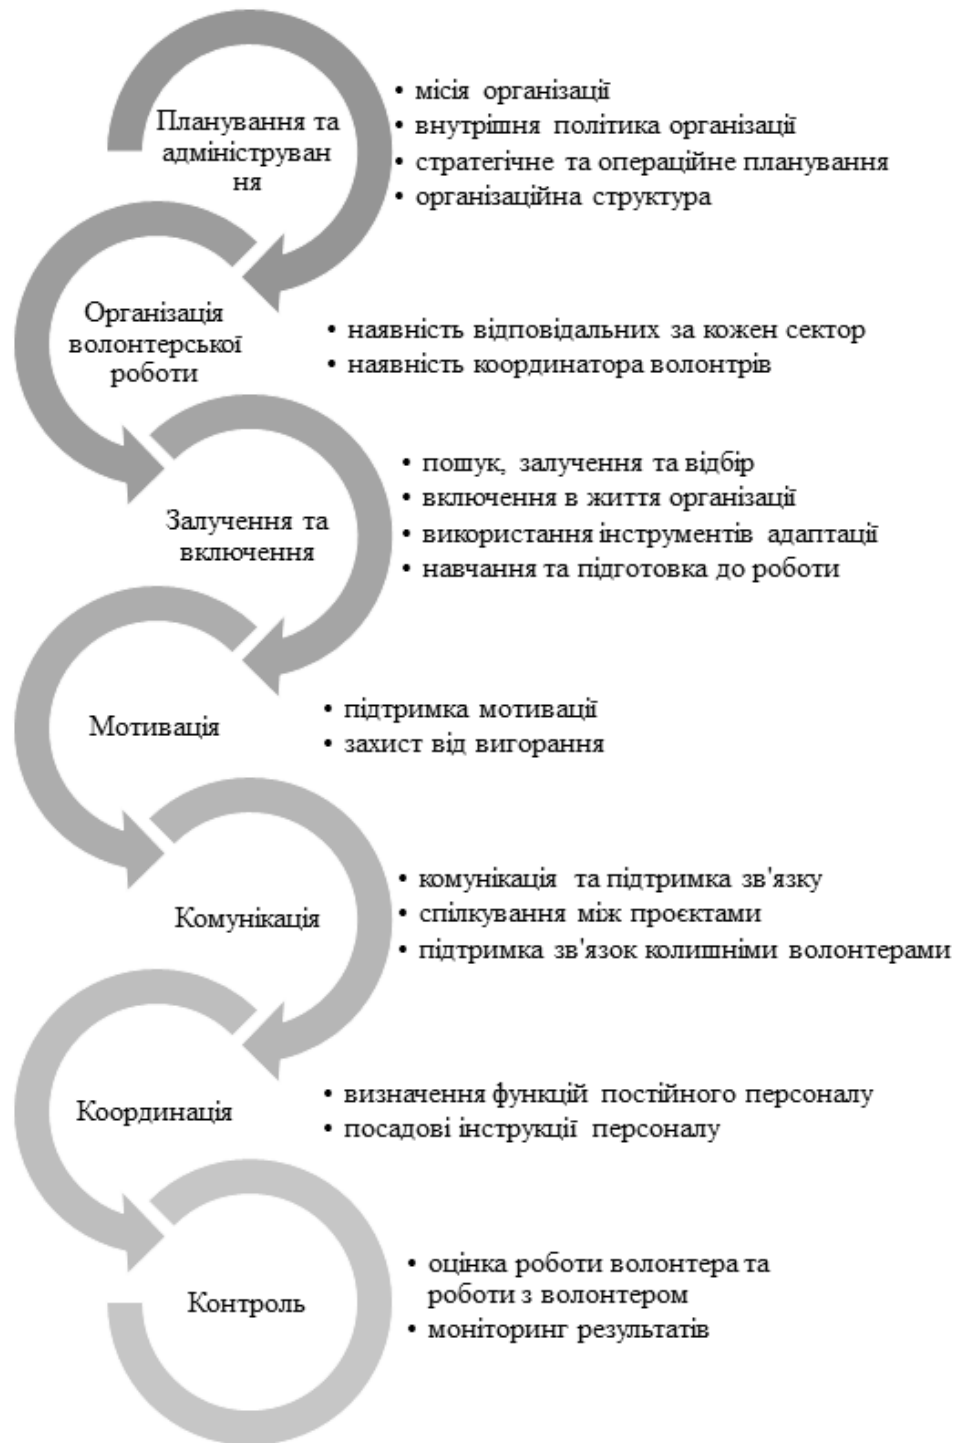 Планування та
адмініструван
ня
• місія організації
• внутрішня політика організації
• стратегічне та операційне планування
• організаційна структура
Організація
волонтерської
роботи
• наявність відповідальних за кожен сектор
• наявність координатора волонтрів
Залучення та
включення
• пошук, залучення та відбір
• включення в життя організації
• використання інструментів адаптації
• навчання та підготовка до роботи
Мотивація
• підтримка мотивації
• захист від вигорання
Комунікація
• комунікація та підтримка зв'язку
• спілкування між проєктами
• підтримка зв'язок колишніми волонтерами
Координація
• визначення функцій постійного персоналу
• посадові інструкції персоналу
Контроль
• оцінка роботи волонтера та
роботи з волонтером
• моніторинг результатів